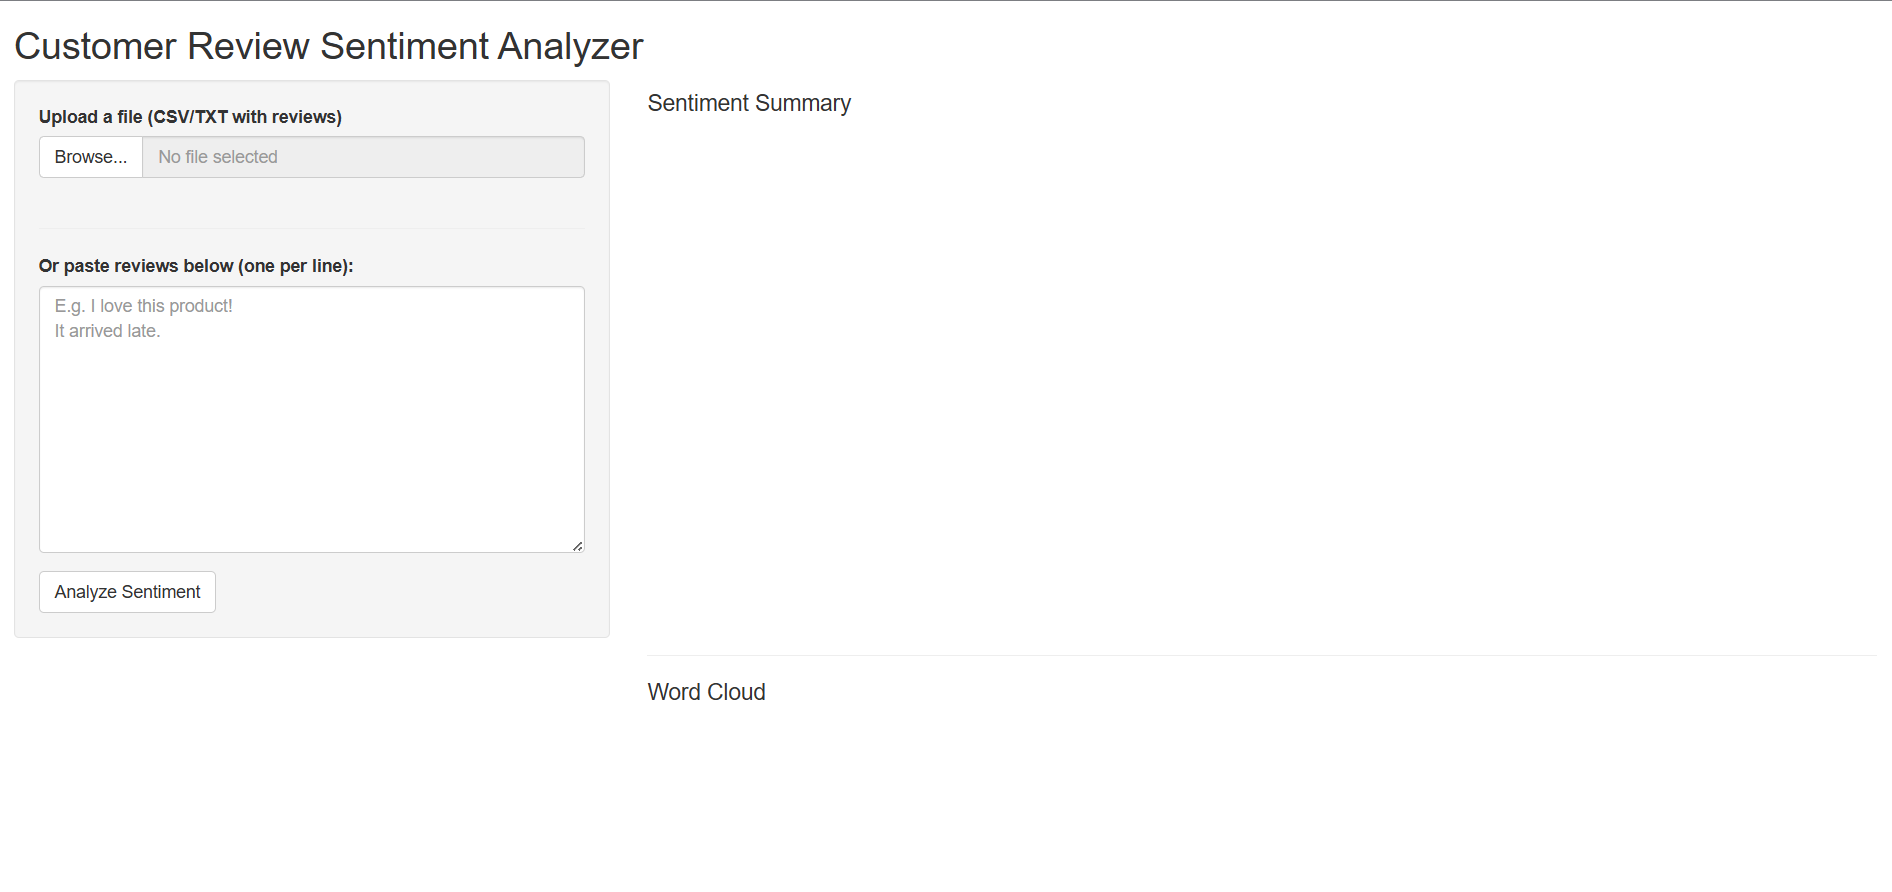 Customer Review Sentiment Analyzer
Upload a file (CSV/TXT with reviews)
Browse... No file selected
Or paste reviews below (one per line):
E.g. I love this product!
It arrived late.
Analyze Sentiment
Sentiment Summary
Word Cloud